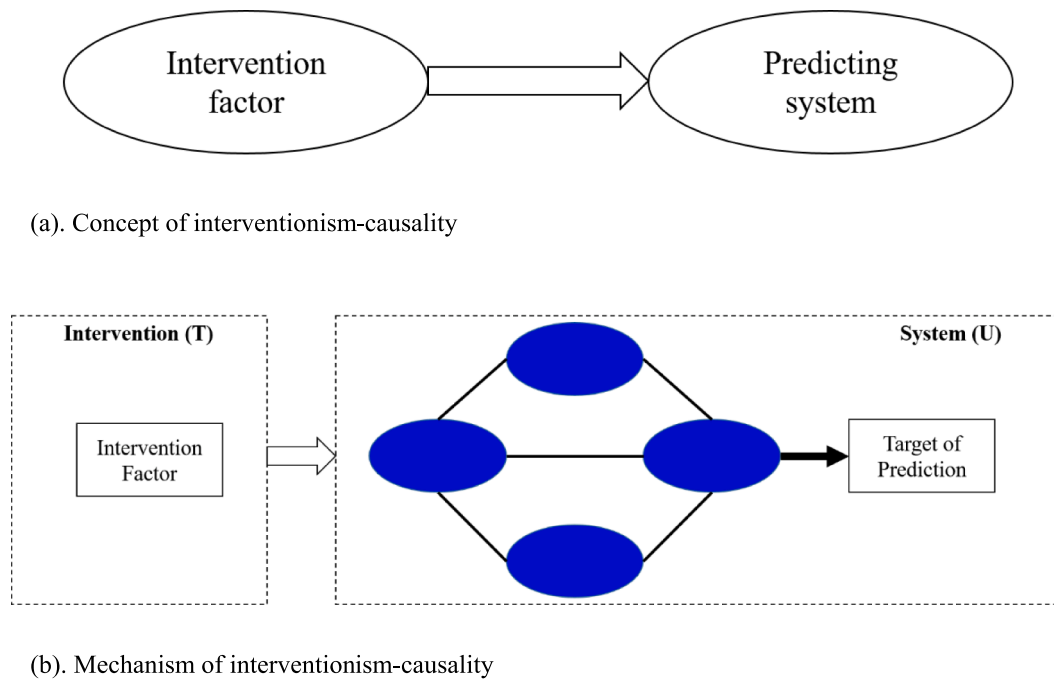 Intervention
factor
Predicting
system
(a). Concept of interventionism-causality
Intervention (T)
System (U)
Intervention
Factor
Target of
Prediction
(b). Mechanism of interventionism-causality